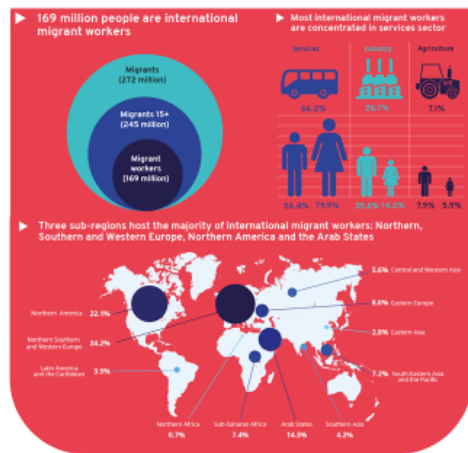 169 million people are international
migrant workers
Migrants
(272 million)
Migrants 15+
(245 million)
Migrant
workers
(169 million)
Most international migrant workers
are concentrated in services sector
Services
Industry
Agriculture
66.2%
26.7%
7.1%
56.4%
79.9%
35.6%
14.2%
7.9%
5.9%
Three sub-regions host the majority of international migrant workers: Northern,
Southern and Western Europe, Northern America and the Arab States
5.6% Central and Western Asia
Northern America 22.1%
8.0% Eastern Europe
Northern Southern
and Western Europe
24.2%
2.8% Eastern Asia
Latin America
and the Caribbean
3.5%
7.2% South-Eastern Asia
and the Pacific
Northern Africa
0.7%
Sub-Saharan Africa
7.4%
Arab States
14.3%
Southern Asia
4.2%